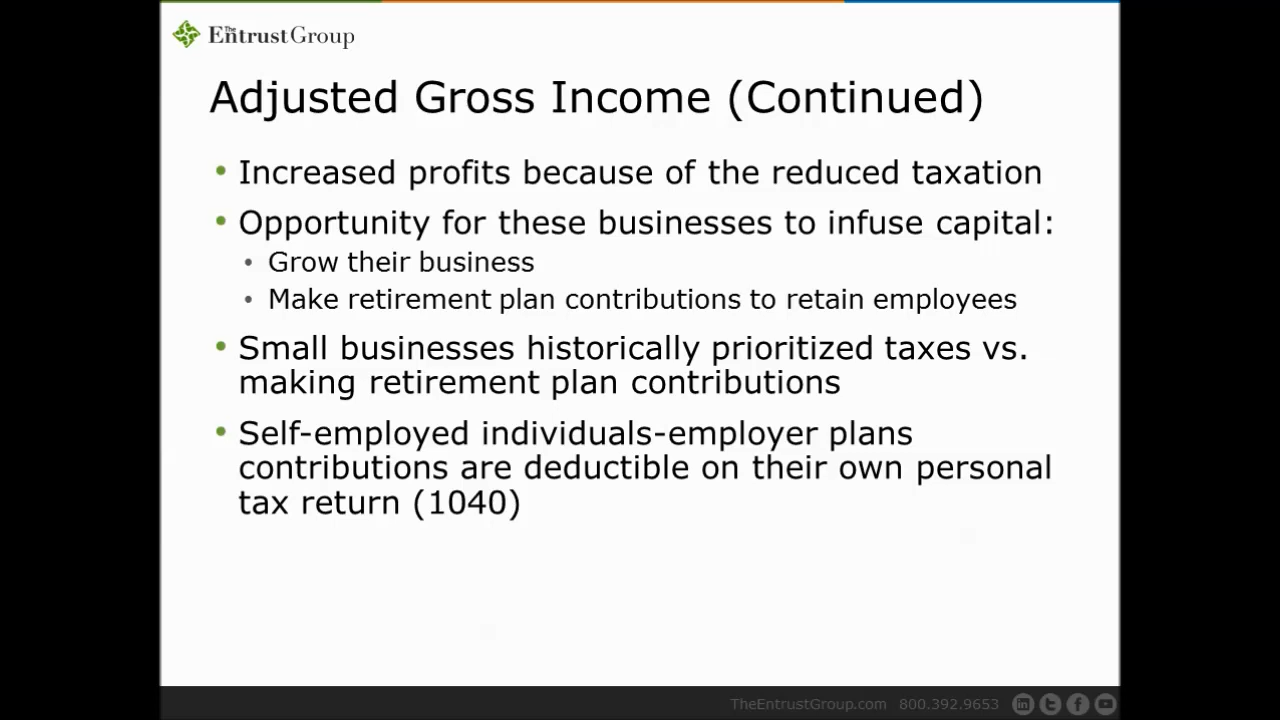 The EntrustGroup
Adjusted Gross Income (Continued)
• Increased profits because of the reduced taxation
• Opportunity for these businesses to infuse capital:
• Grow their business
• Make retirement plan contributions to retain employees
• Small businesses historically prioritized taxes vs.
making retirement plan contributions
• Self-employed individuals-employer plans
contributions are deductible on their own personal
tax return (1040)
TheEntrustGroup.com 800.392.9653